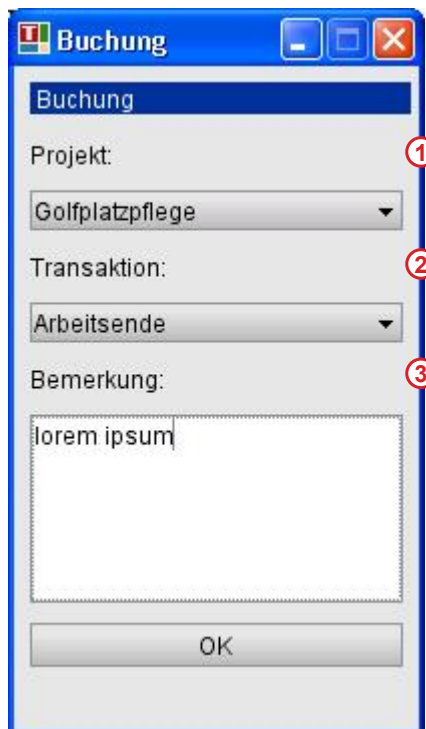 Buchung
Buchung
Projekt:
1
Golfplatzpflege
Transaktion:
2
Arbeitsende
Bemerkung:
3
lorem ipsum
OK